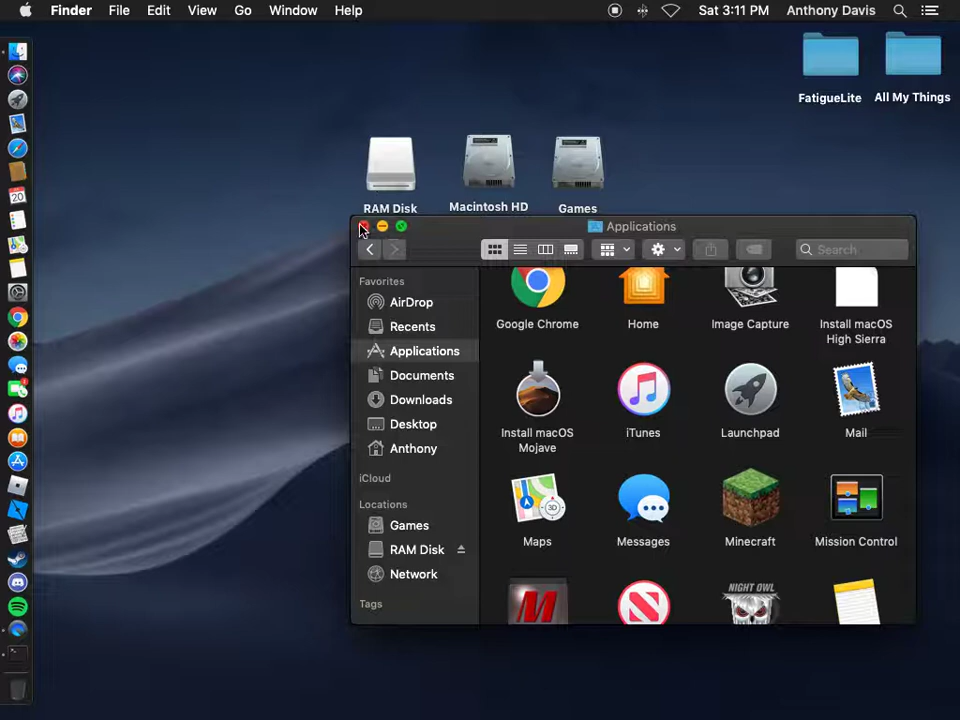 Finder File Edit View Go Window Help Sat 3:11 PM Anthony Davis
FatigueLite All My Things
RAM Disk Macintosh HD Games
Applications
Search
Favorites
AirDrop
Recents
Applications
Documents
Downloads
Desktop
Anthony
iCloud
Locations
Games
RAM Disk
Network
Tags
Google Chrome Home Image Capture Install macOS
High Sierra
Install macOS iTunes Launchpad Mail
Mojave
3D
Maps Messages Minecraft Mission Control
M N NIGHT OWL
20